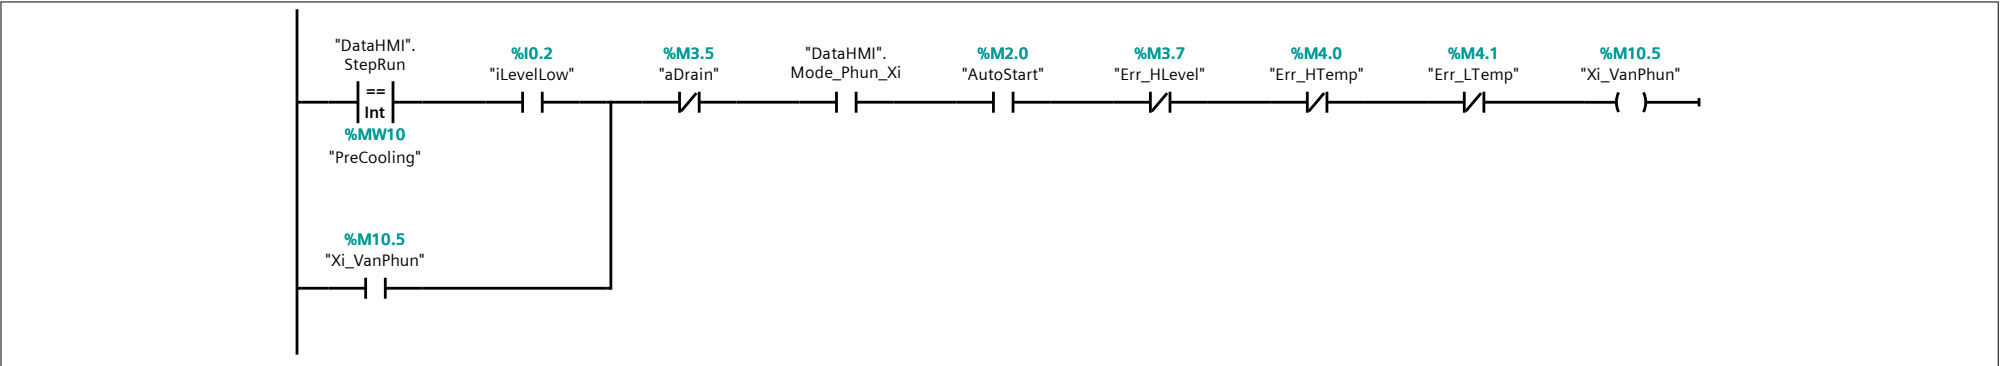 "DataHMI".
StepRun
==
Int
%MW10
"PreCooling"
%I0.2
"iLevelLow"
%M3.5
"aDrain"
"DataHMI".
Mode_Phun_Xi
%M2.0
"AutoStart"
%M3.7
"Err_HLevel"
%M4.0
"Err_HTemp"
%M4.1
"Err_LTemp"
%M10.5
"Xi_VanPhun"
%M10.5
"Xi_VanPhun"